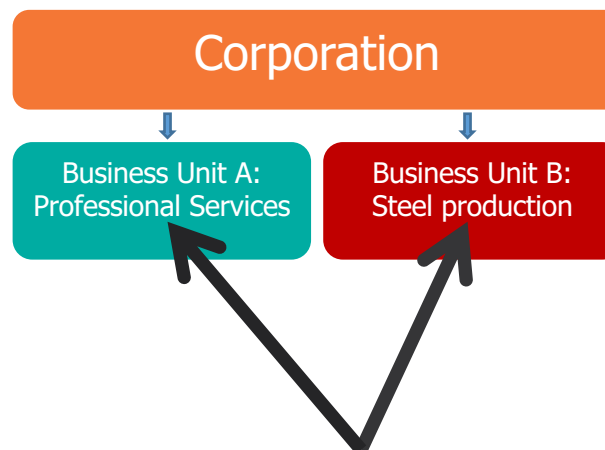 Corporation
Business Unit A:
Professional Services
Business Unit B:
Steel production